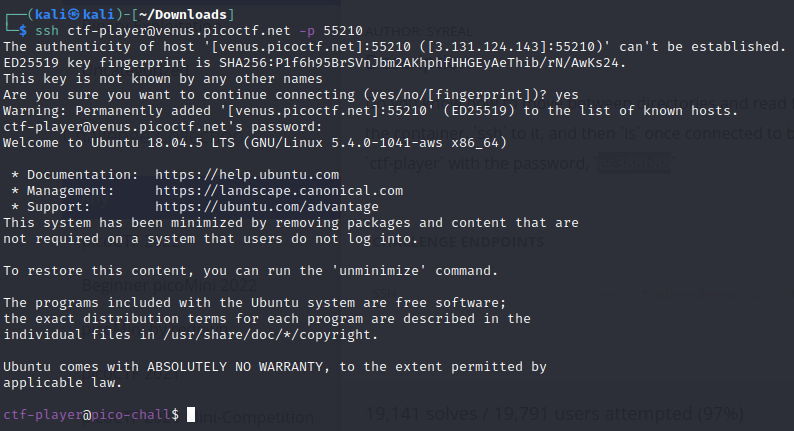 ┌──(kali㉿kali)-[~/Downloads]
└─$ ssh ctf-player@venus.picoctf.net -p 55210
The authenticity of host '[venus.picoctf.net]:55210 ([3.131.124.143]:55210)' can't be established.
ED25519 key fingerprint is SHA256:P1f6h95BrSVnJbm2AKhphfHHGEyAeThib/rN/AwKs24.
This key is not known by any other names
Are you sure you want to continue connecting (yes/no/[fingerprint])? yes
Warning: Permanently added '[venus.picoctf.net]:55210' (ED25519) to the list of known hosts.
ctf-player@venus.picoctf.net's password:
Welcome to Ubuntu 18.04.5 LTS (GNU/Linux 5.4.0-1041-aws x86_64)
* Documentation: https://help.ubuntu.com
* Management: https://landscape.canonical.com
* Support: https://ubuntu.com/advantage
This system has been minimized by removing packages and content that are
not required on a system that users do not log into.
To restore this content, you can run the 'unminimize' command.
The programs included with the Ubuntu system are free software;
the exact distribution terms for each program are described in the
individual files in /usr/share/doc/*/copyright.
Ubuntu comes with ABSOLUTELY NO WARRANTY, to the extent permitted by
applicable law.
ctf-player@pico-chall$
AUTHOR: SYREAL
between directories and read
the container, `ssh` to it, and then `ls` once connected to
`ctf-player` with the password, "
CHALLENGE ENDPOINTS
Beginner picoMini 2022
Mini-Competition
19,141 solves / 19,791 users attempted (97%)